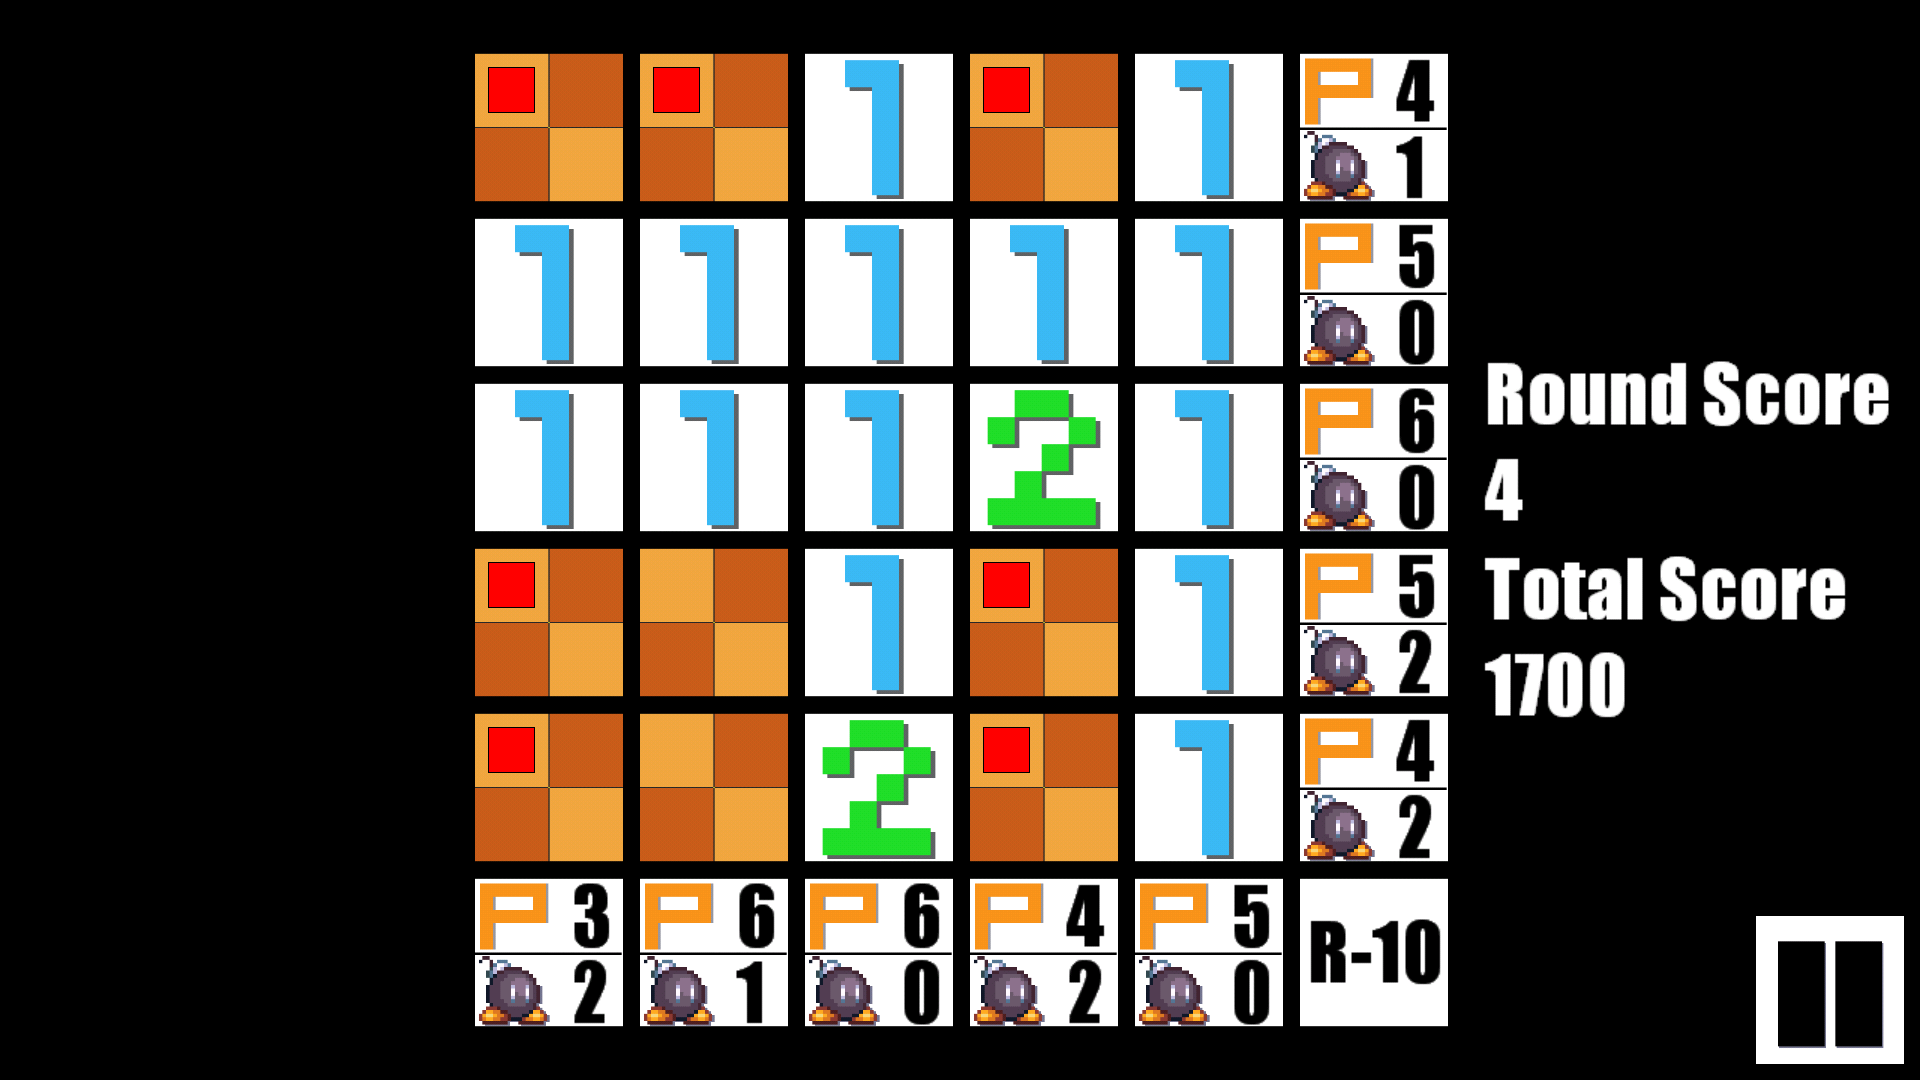 1 1 4
1
1 1 1 1 1 5
0
1 1 1 2 1 6
0
1 1 5
2
2 1 4
2
3 6 6 4 5
2 1 0 2 0
R-10
Round Score
4
Total Score
1700